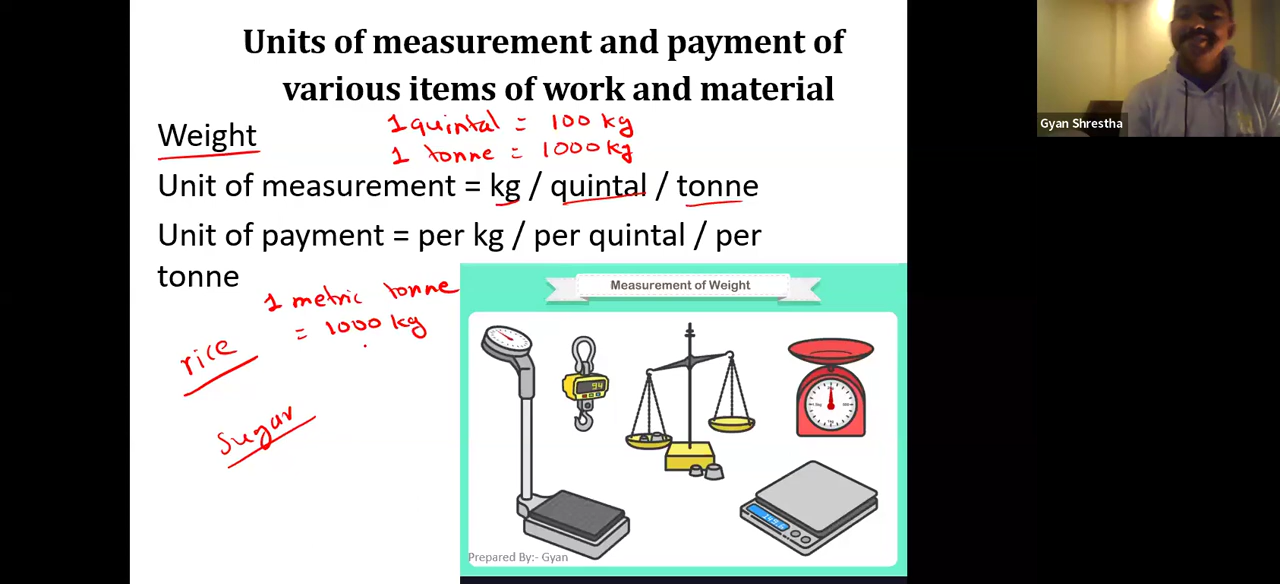 Units of measurement and payment of
various items of work and material
Weight
1 quintal = 100 kg
1 tonne = 1000 kg
Unit of measurement = kg / quintal / tonne
Unit of payment = per kg / per quintal / per
tonne
1 metric tonne
= 1000 kg
rice
sugar
Measurement of Weight
94
Prepared By:- Gyan
Gyan Shrestha